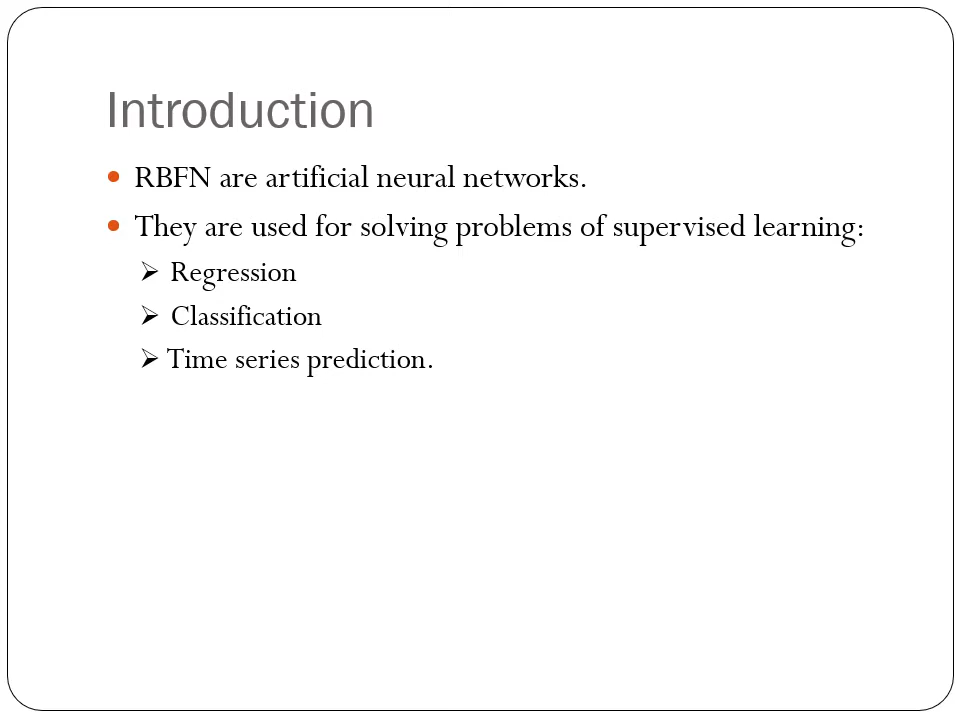 Introduction
RBFN are artificial neural networks.
They are used for solving problems of supervised learning:
Regression
Classification
Time series prediction.